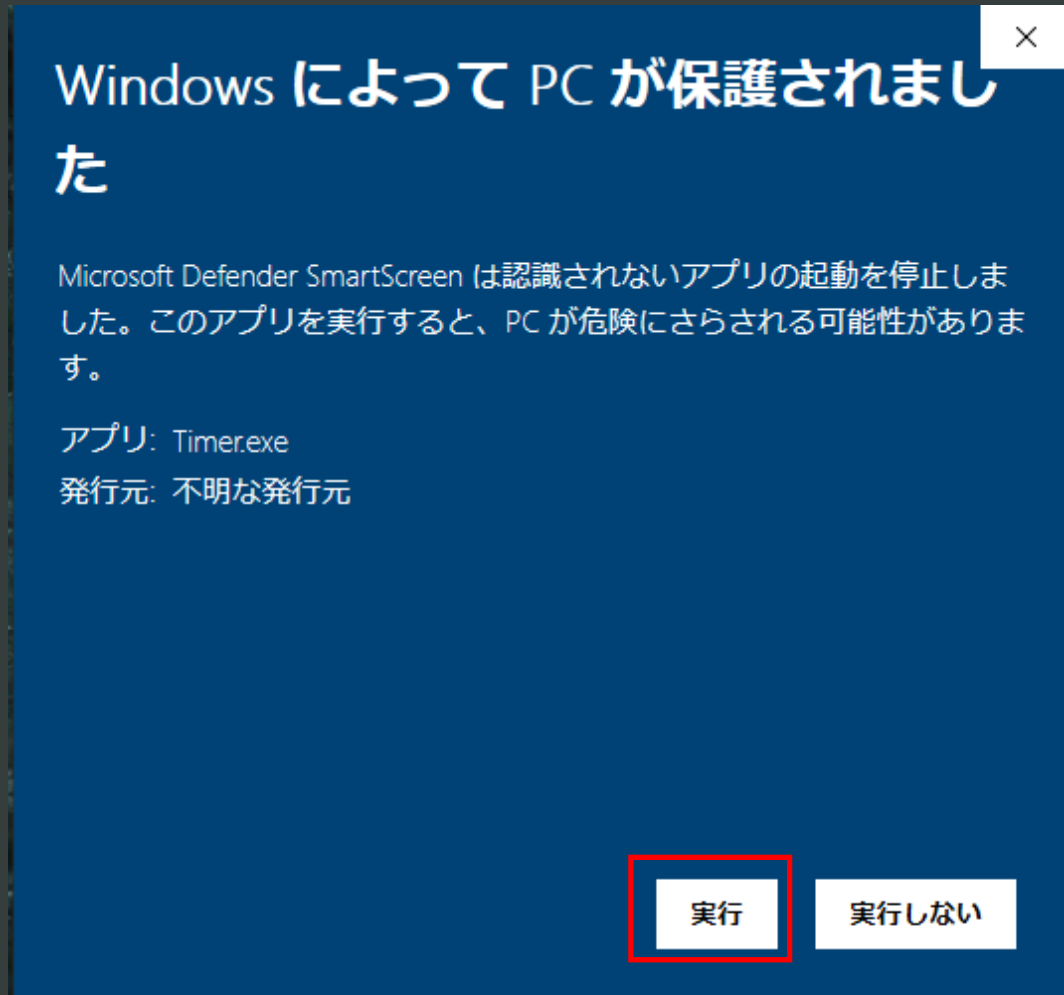 Windows によって PC が保護されまし
た
Microsoft Defender SmartScreen は認識されないアプリの起動を停止しま
した。このアプリを実行すると、PC が危険にさらされる可能性がありま
す。
アプリ: Timer.exe
発行元: 不明な発行元
実行 実行しない